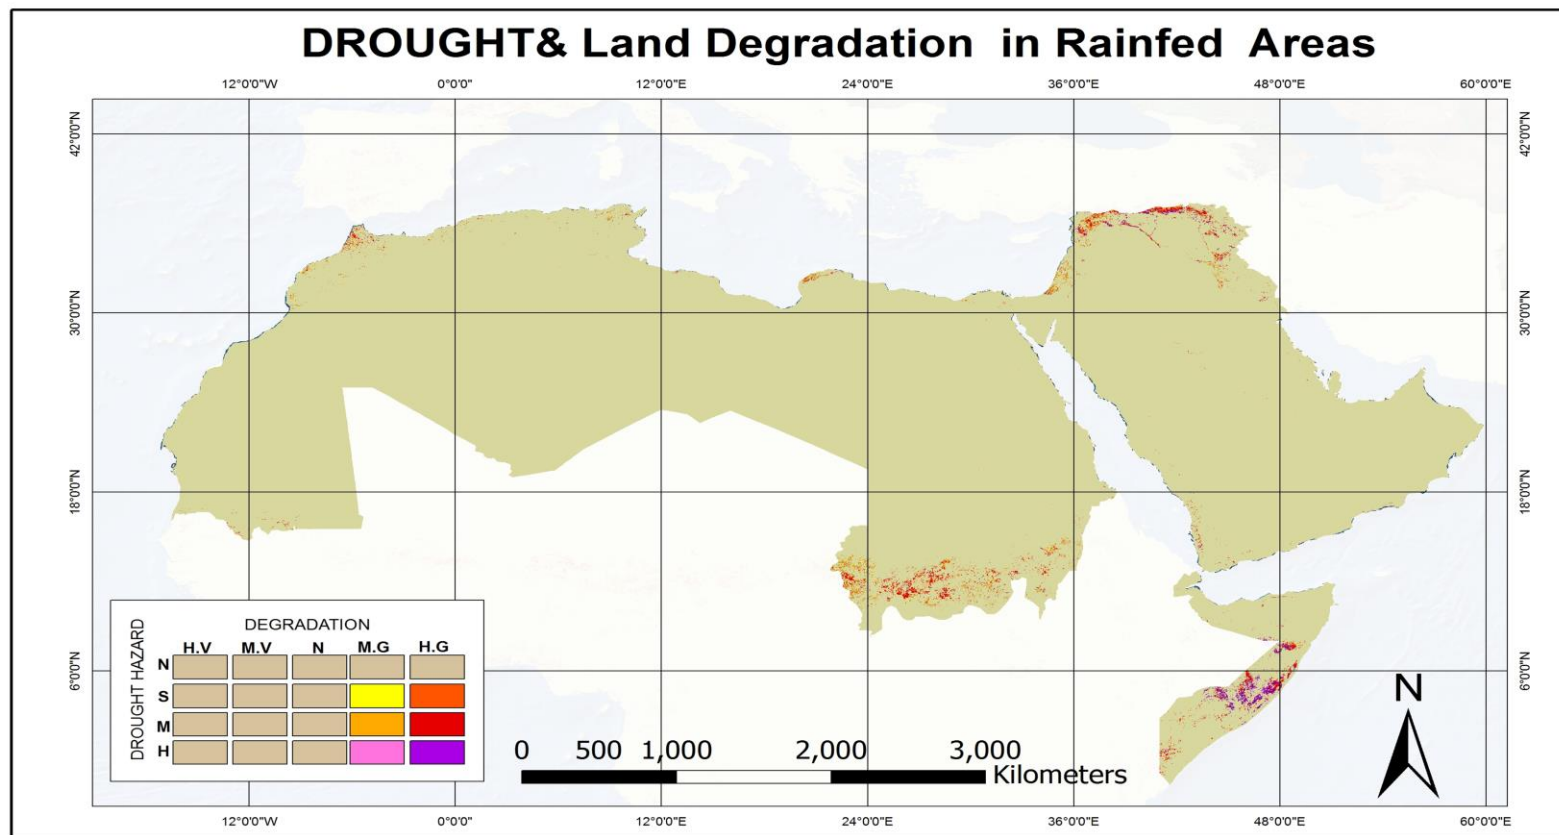 DROUGHT& Land Degradation in Rainfed Areas
12°0'0"W 0°0'0" 12°0'0"E 24°0'0"E 36°0'0"E 48°0'0"E 60°0'0"E
42°0'0"N 42°0'0"N
30°0'0"N 30°0'0"N
18°0'0"N 18°0'0"N
6°0'0"N 6°0'0"N
DEGRADATION
DROUGHT HAZARD
H.V M.V N M.G H.G
N
S
M
H
0 500 1,000 2,000 3,000
Kilometers
N
12°0'0"W 0°0'0" 12°0'0"E 24°0'0"E 36°0'0"E 48°0'0"E 60°0'0"E